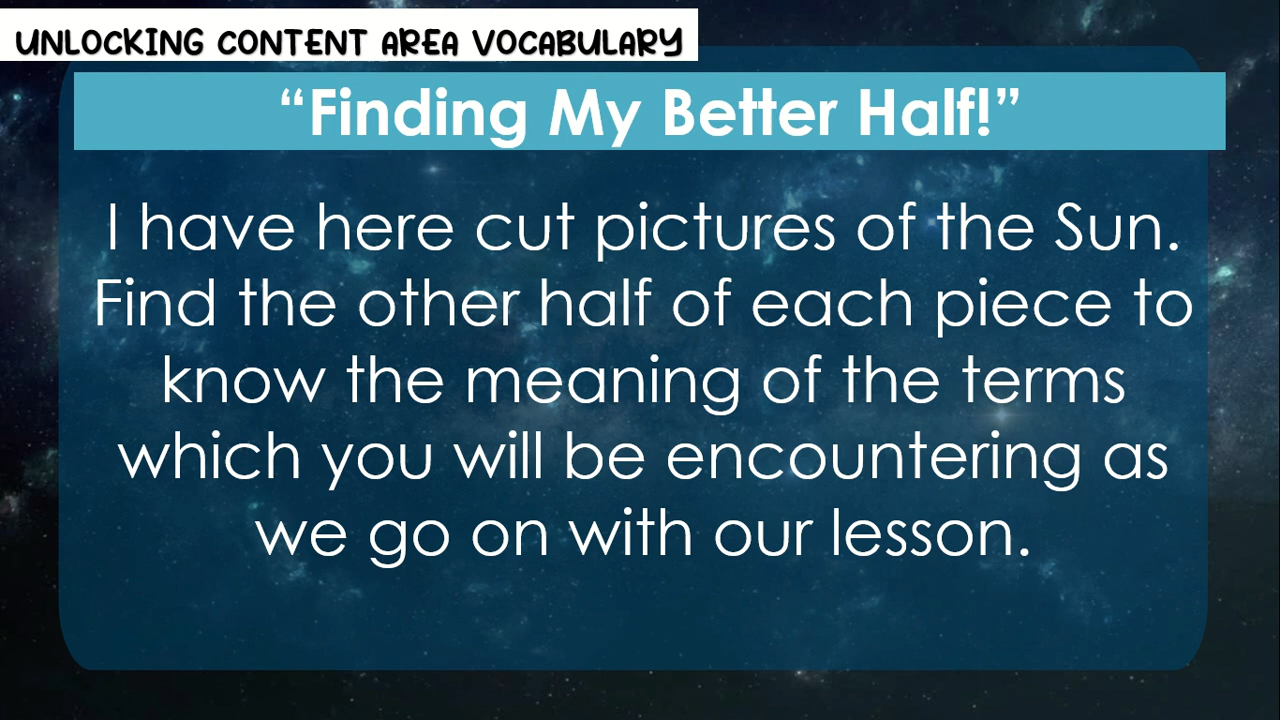 UNLOCKING CONTENT AREA VOCABULARY
“Finding My Better Half!”
I have here cut pictures of the Sun.
Find the other half of each piece to
know the meaning of the terms
which you will be encountering as
we go on with our lesson.